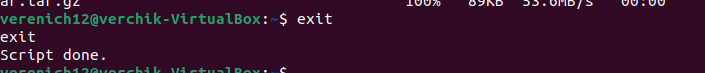 ar.tar.gz 100% 89KB 53.6MB/s 00:00
verenich12@verchik-VirtualBox:~$ exit
exit
Script done.
verenich12@verchik-VirtualBox:~$